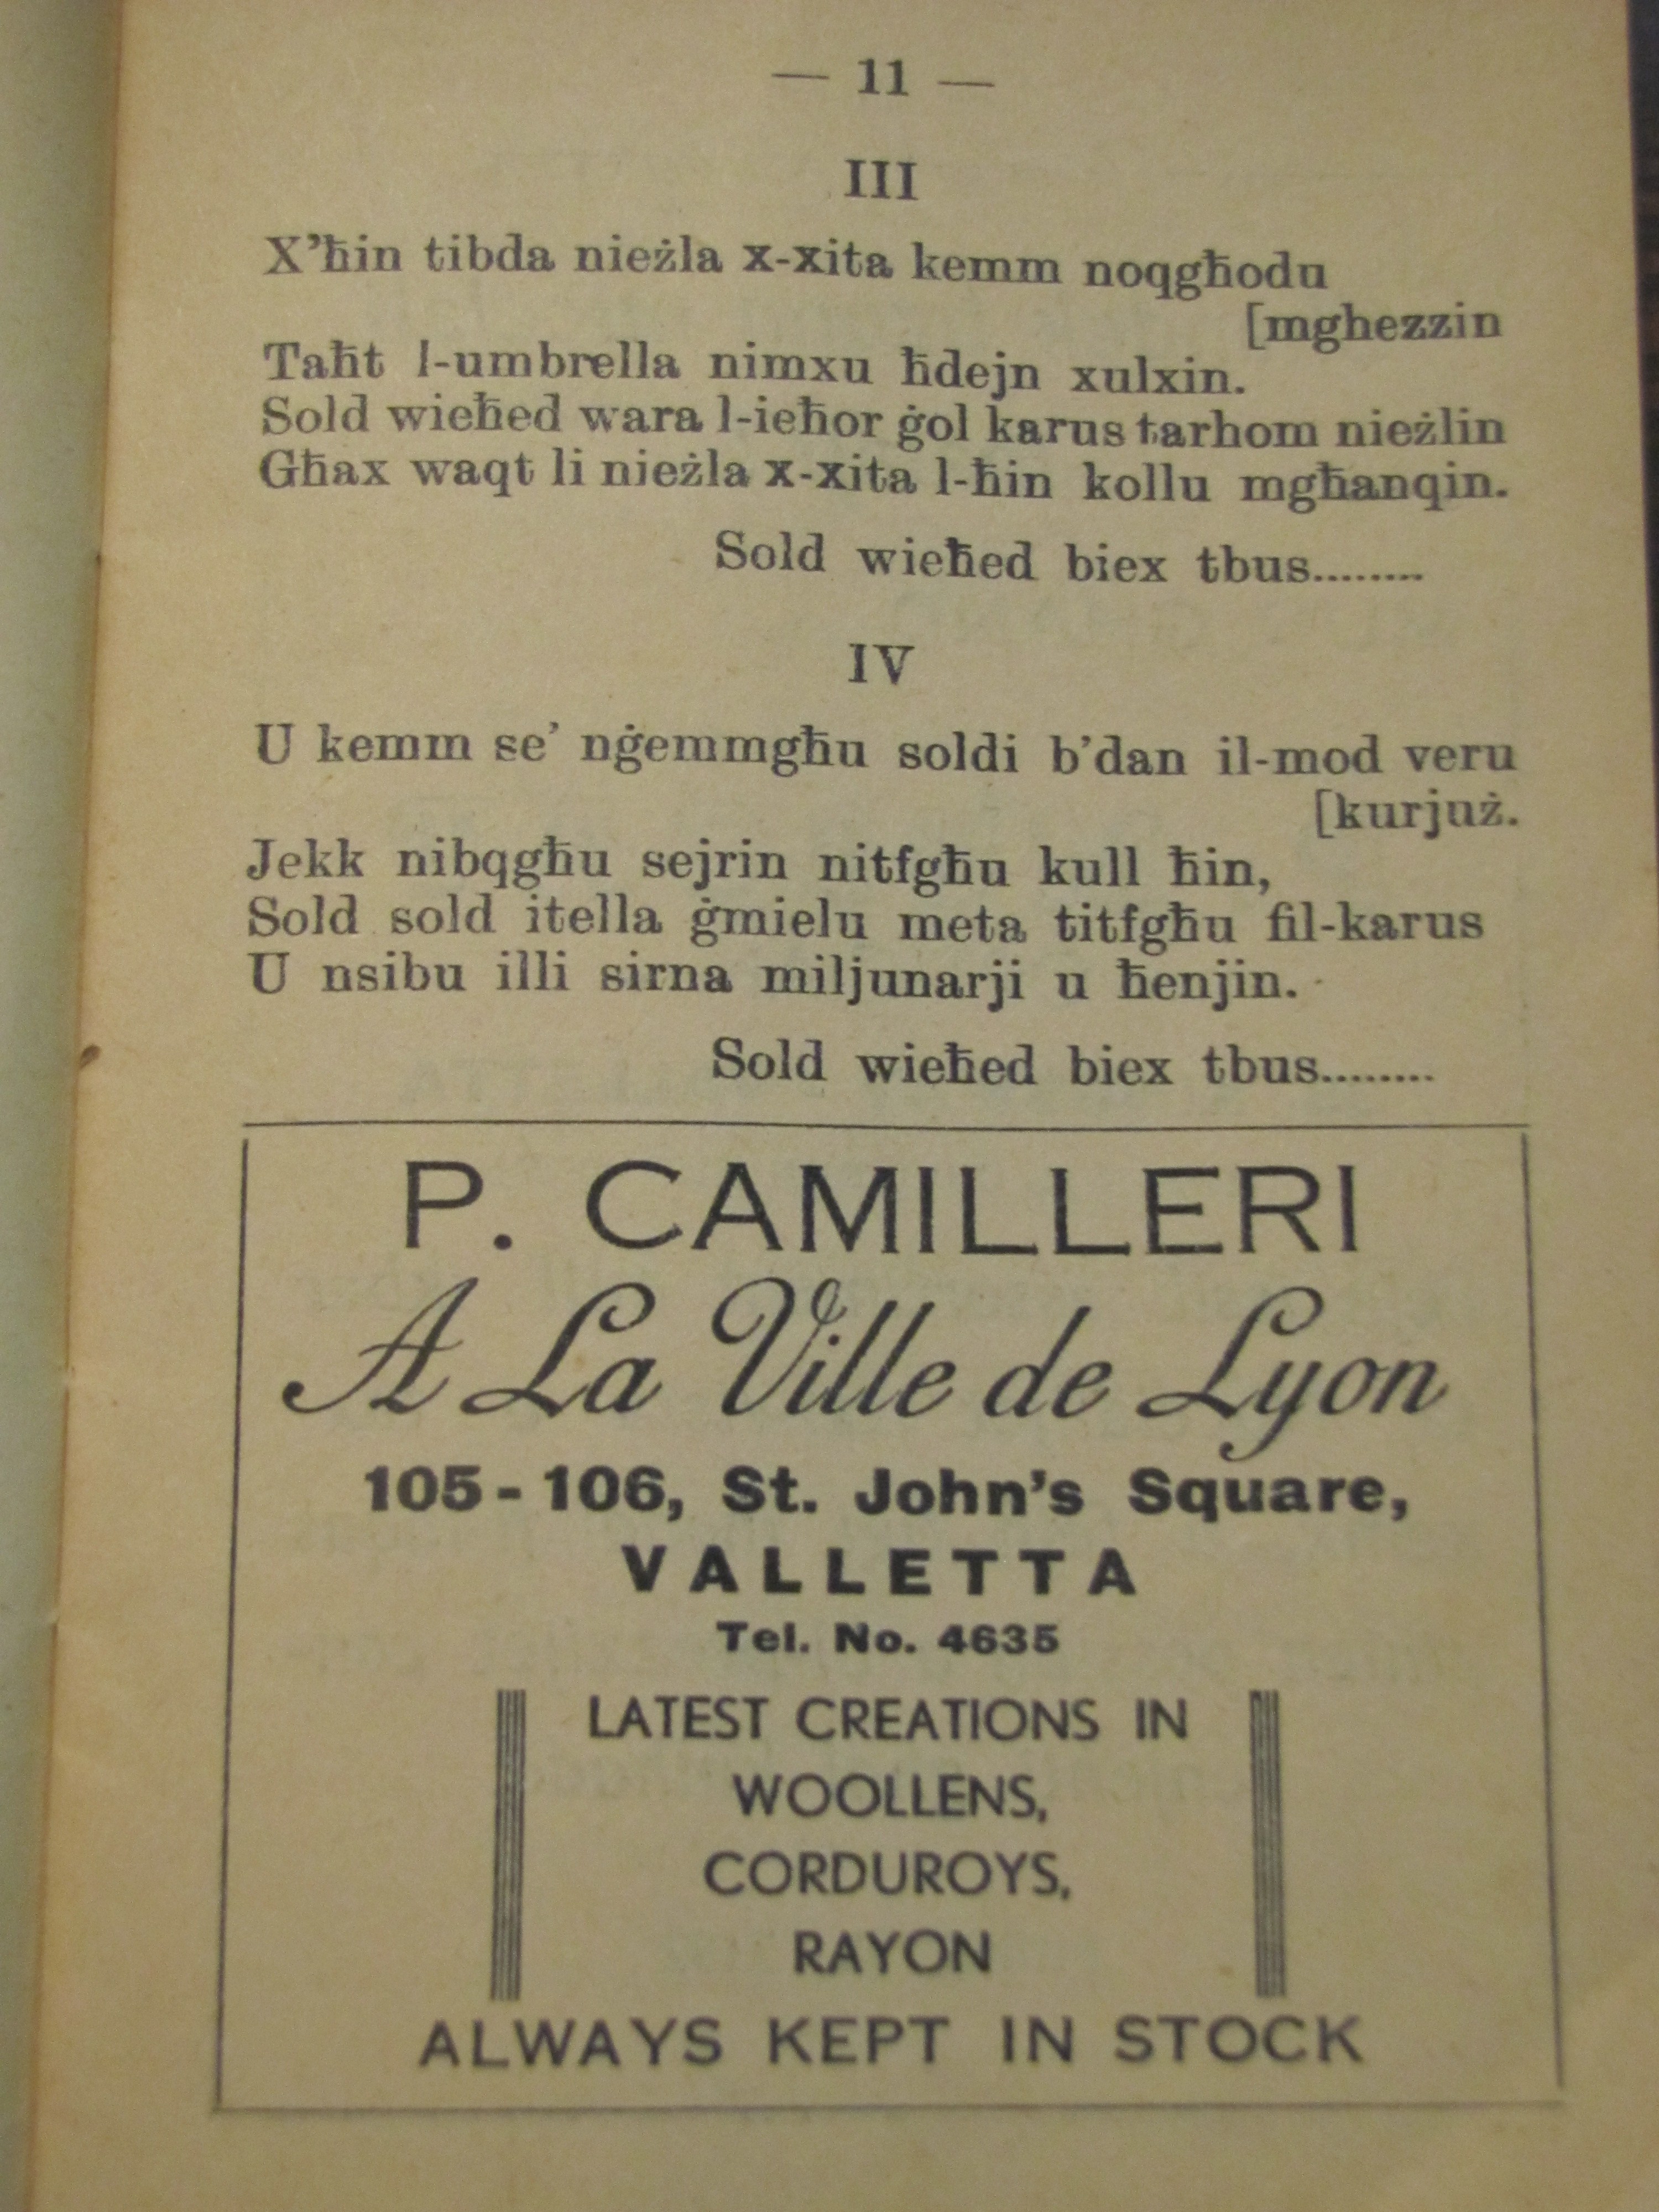 — 11 —
III
X'ħin tibda nieżla x-xita kemm noqgħodu
[mghezzin
Taħt l-umbrella nimxu ħdejn xulxin.
Sold wieħed wara l-ieħor ġol karus tarhom nieżlin
Għax waqt li nieżla x-xita l-ħin kollu mgħanqin.
Sold wieħed biex tbus.........
IV
U kemm se' nġemmgħu soldi b'dan il-mod veru
[kurjuż.
Jekk nibqgħu sejrin nitfgħu kull ħin,
Sold sold itella ġmielu meta titfgħu fil-karus
U nsibu illi sirna miljunarji u ħenjin.
Sold wieħed biex tbus.........
P. CAMILLERI
A La Ville de Lyon
105-106, St. John's Square,
VALLETTA
Tel. No. 4635
LATEST CREATIONS IN
WOOLLENS,
CORDUROYS,
RAYON
ALWAYS KEPT IN STOCK